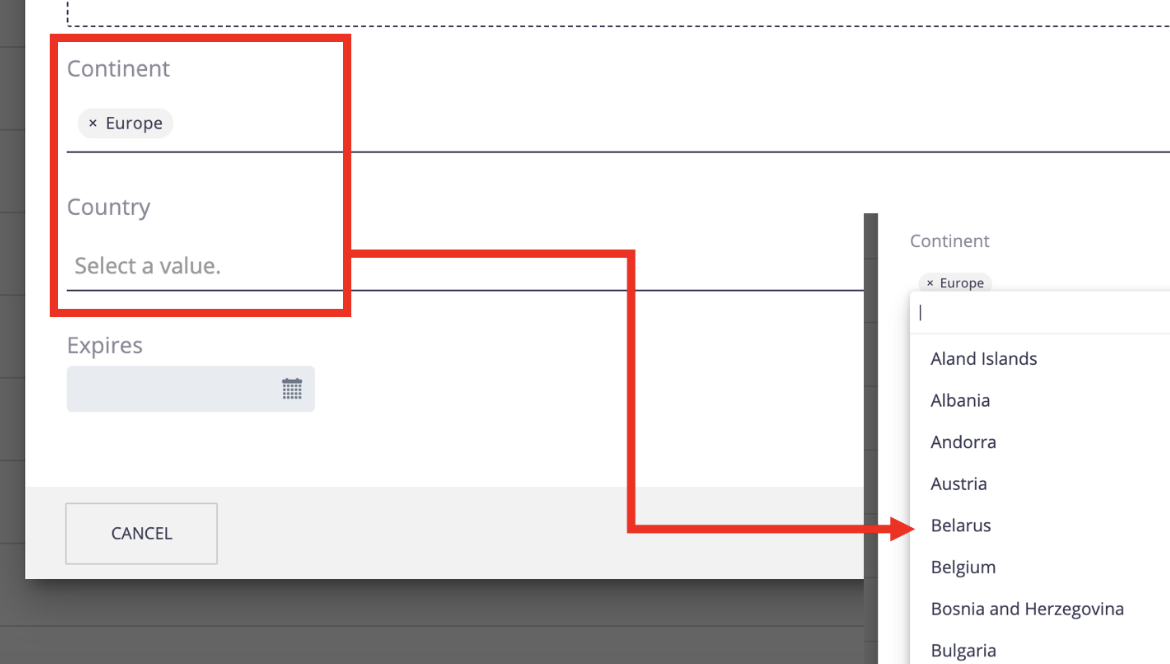 Continent
× Europe
Country
Select a value.
Expires
CANCEL
Continent
× Europe
Aland Islands
Albania
Andorra
Austria
Belarus
Belgium
Bosnia and Herzegovina
Bulgaria